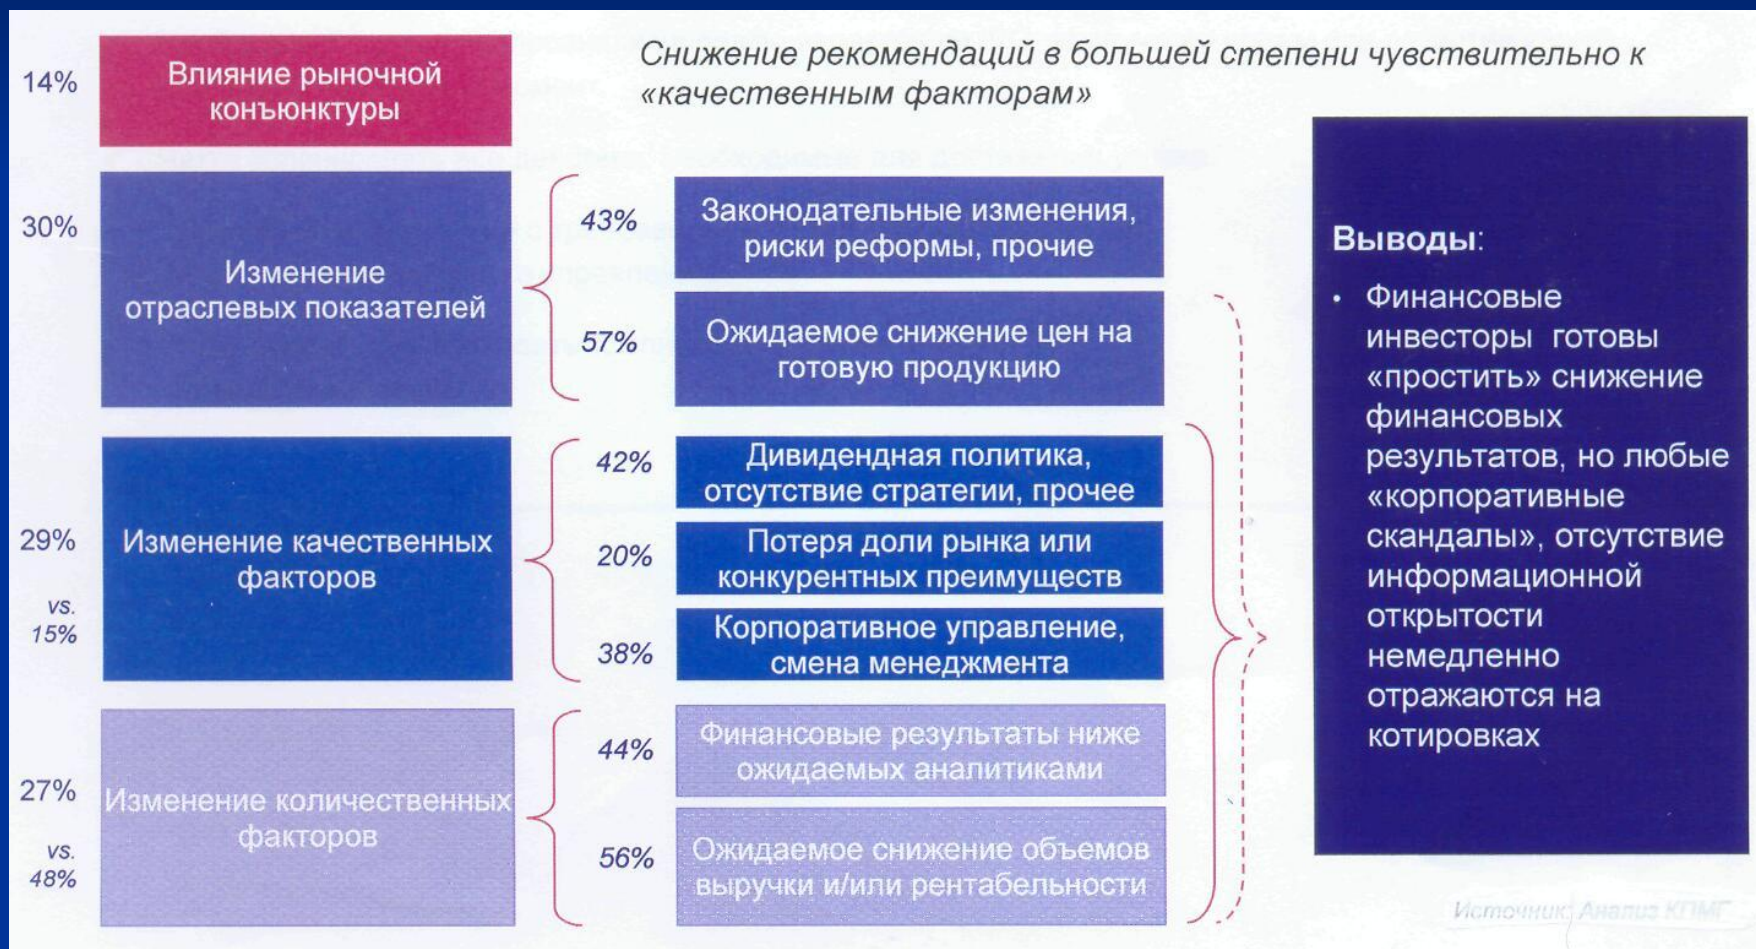 Снижение рекомендаций в большей степени чувствительно к
«качественным факторам»
14%
Влияние рыночной
конъюнктуры
30%
Изменение
отраслевых показателей
43%
Законодательные изменения,
риски реформы, прочие
57%
Ожидаемое снижение цен на
готовую продукцию
29%
vs.
15%
Изменение качественных
факторов
42%
Дивидендная политика,
отсутствие стратегии, прочее
20%
Потеря доли рынка или
конкурентных преимуществ
38%
Корпоративное управление,
смена менеджмента
27%
vs.
48%
Изменение количественных
факторов
44%
Финансовые результаты ниже
ожидаемых аналитиками
56%
Ожидаемое снижение объемов
выручки и/или рентабельности
Выводы:
• Финансовые
инвесторы готовы
«простить» снижение
финансовых
результатов, но любые
«корпоративные
скандалы», отсутствие
информационной
открытости
немедленно
отражаются на
котировках
Источник: Анализ КПМГ